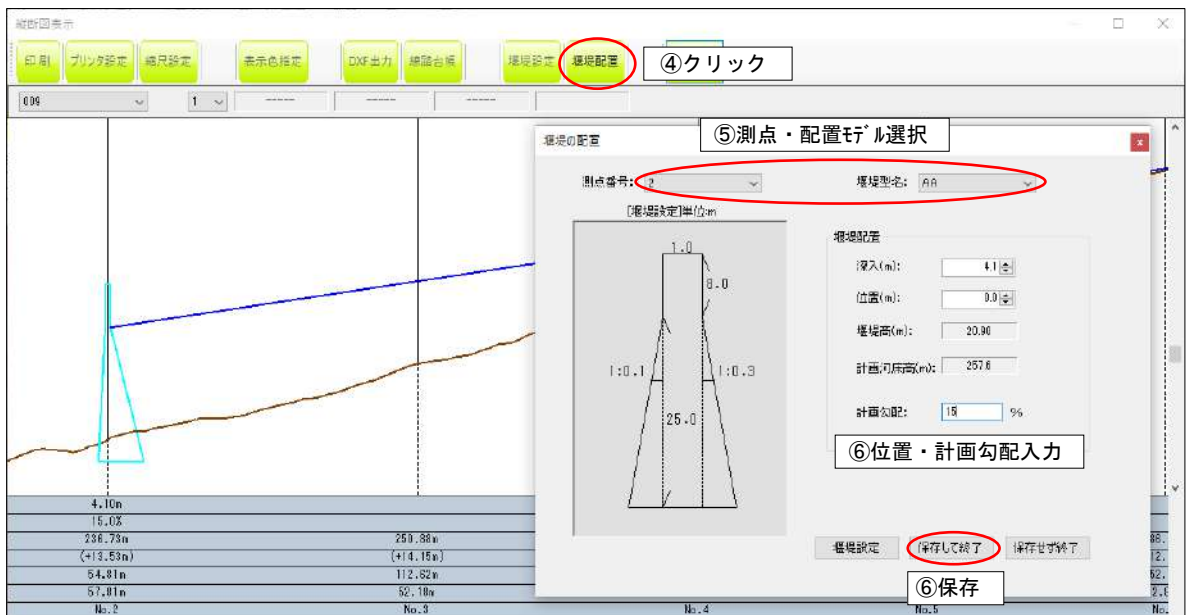 縦断図表示
印刷 プリンタ設定 縮尺設定 表示色指定 DXF出力 線路台帳 堰堤設定 堰堤配置 ④クリック
009 1 ----- ----- -----
堰堤の配置
⑤測点・配置ﾓﾃﾞﾙ選択
測点番号: 2 堰堤型名: AA
[堰堤設定]単位:m
1.0
8.0
1:0.1
1:0.3
25.0
堰堤配置
深入(m): 4.1
位置(m): 0.0
堰堤高(m): 20.90
計画河床高(m): 257.6
計画勾配: 15 %
⑥位置・計画勾配入力
堰堤設定 保存して終了 保存せず終了
⑥保存
4.10m
15.0%
236.73m 250.88m
(+13.53m) (+14.15m)
54.81m 112.62m
57.81m 52.18m
No.2 No.3 No.4 No.5 No.